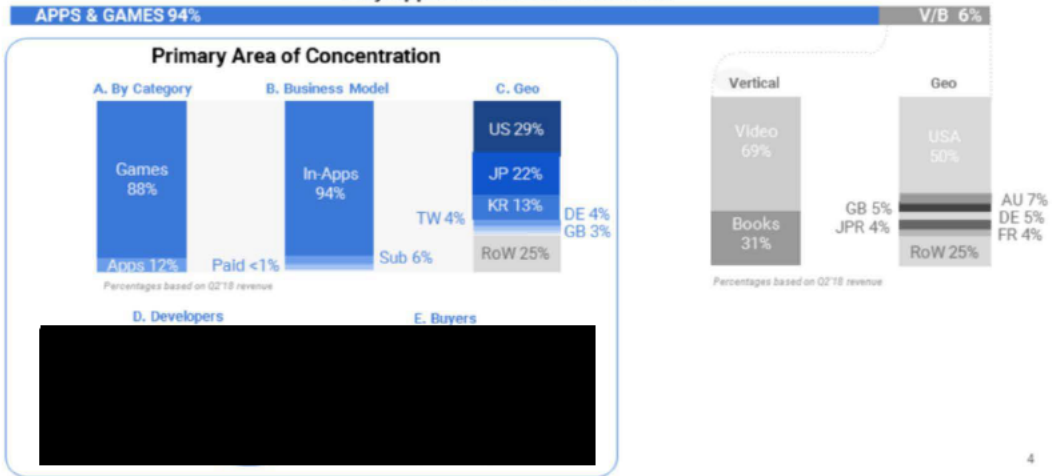 APPS & GAMES 94%
V/B 6%
Primary Area of Concentration
A. By Category
B. Business Model
C. Geo
Games
88%
Apps 12%
Paid <1%
In-Apps
94%
Sub 6%
US 29%
JP 22%
KR 13%
TW 4%
DE 4%
GB 3%
RoW 25%
Percentages based on Q2'18 revenue
D. Developers
E. Buyers
Vertical
Geo
Video
69%
Books
31%
USA
50%
AU 7%
GB 5%
DE 5%
JPR 4%
FR 4%
RoW 25%
Percentages based on Q2'18 revenue
4